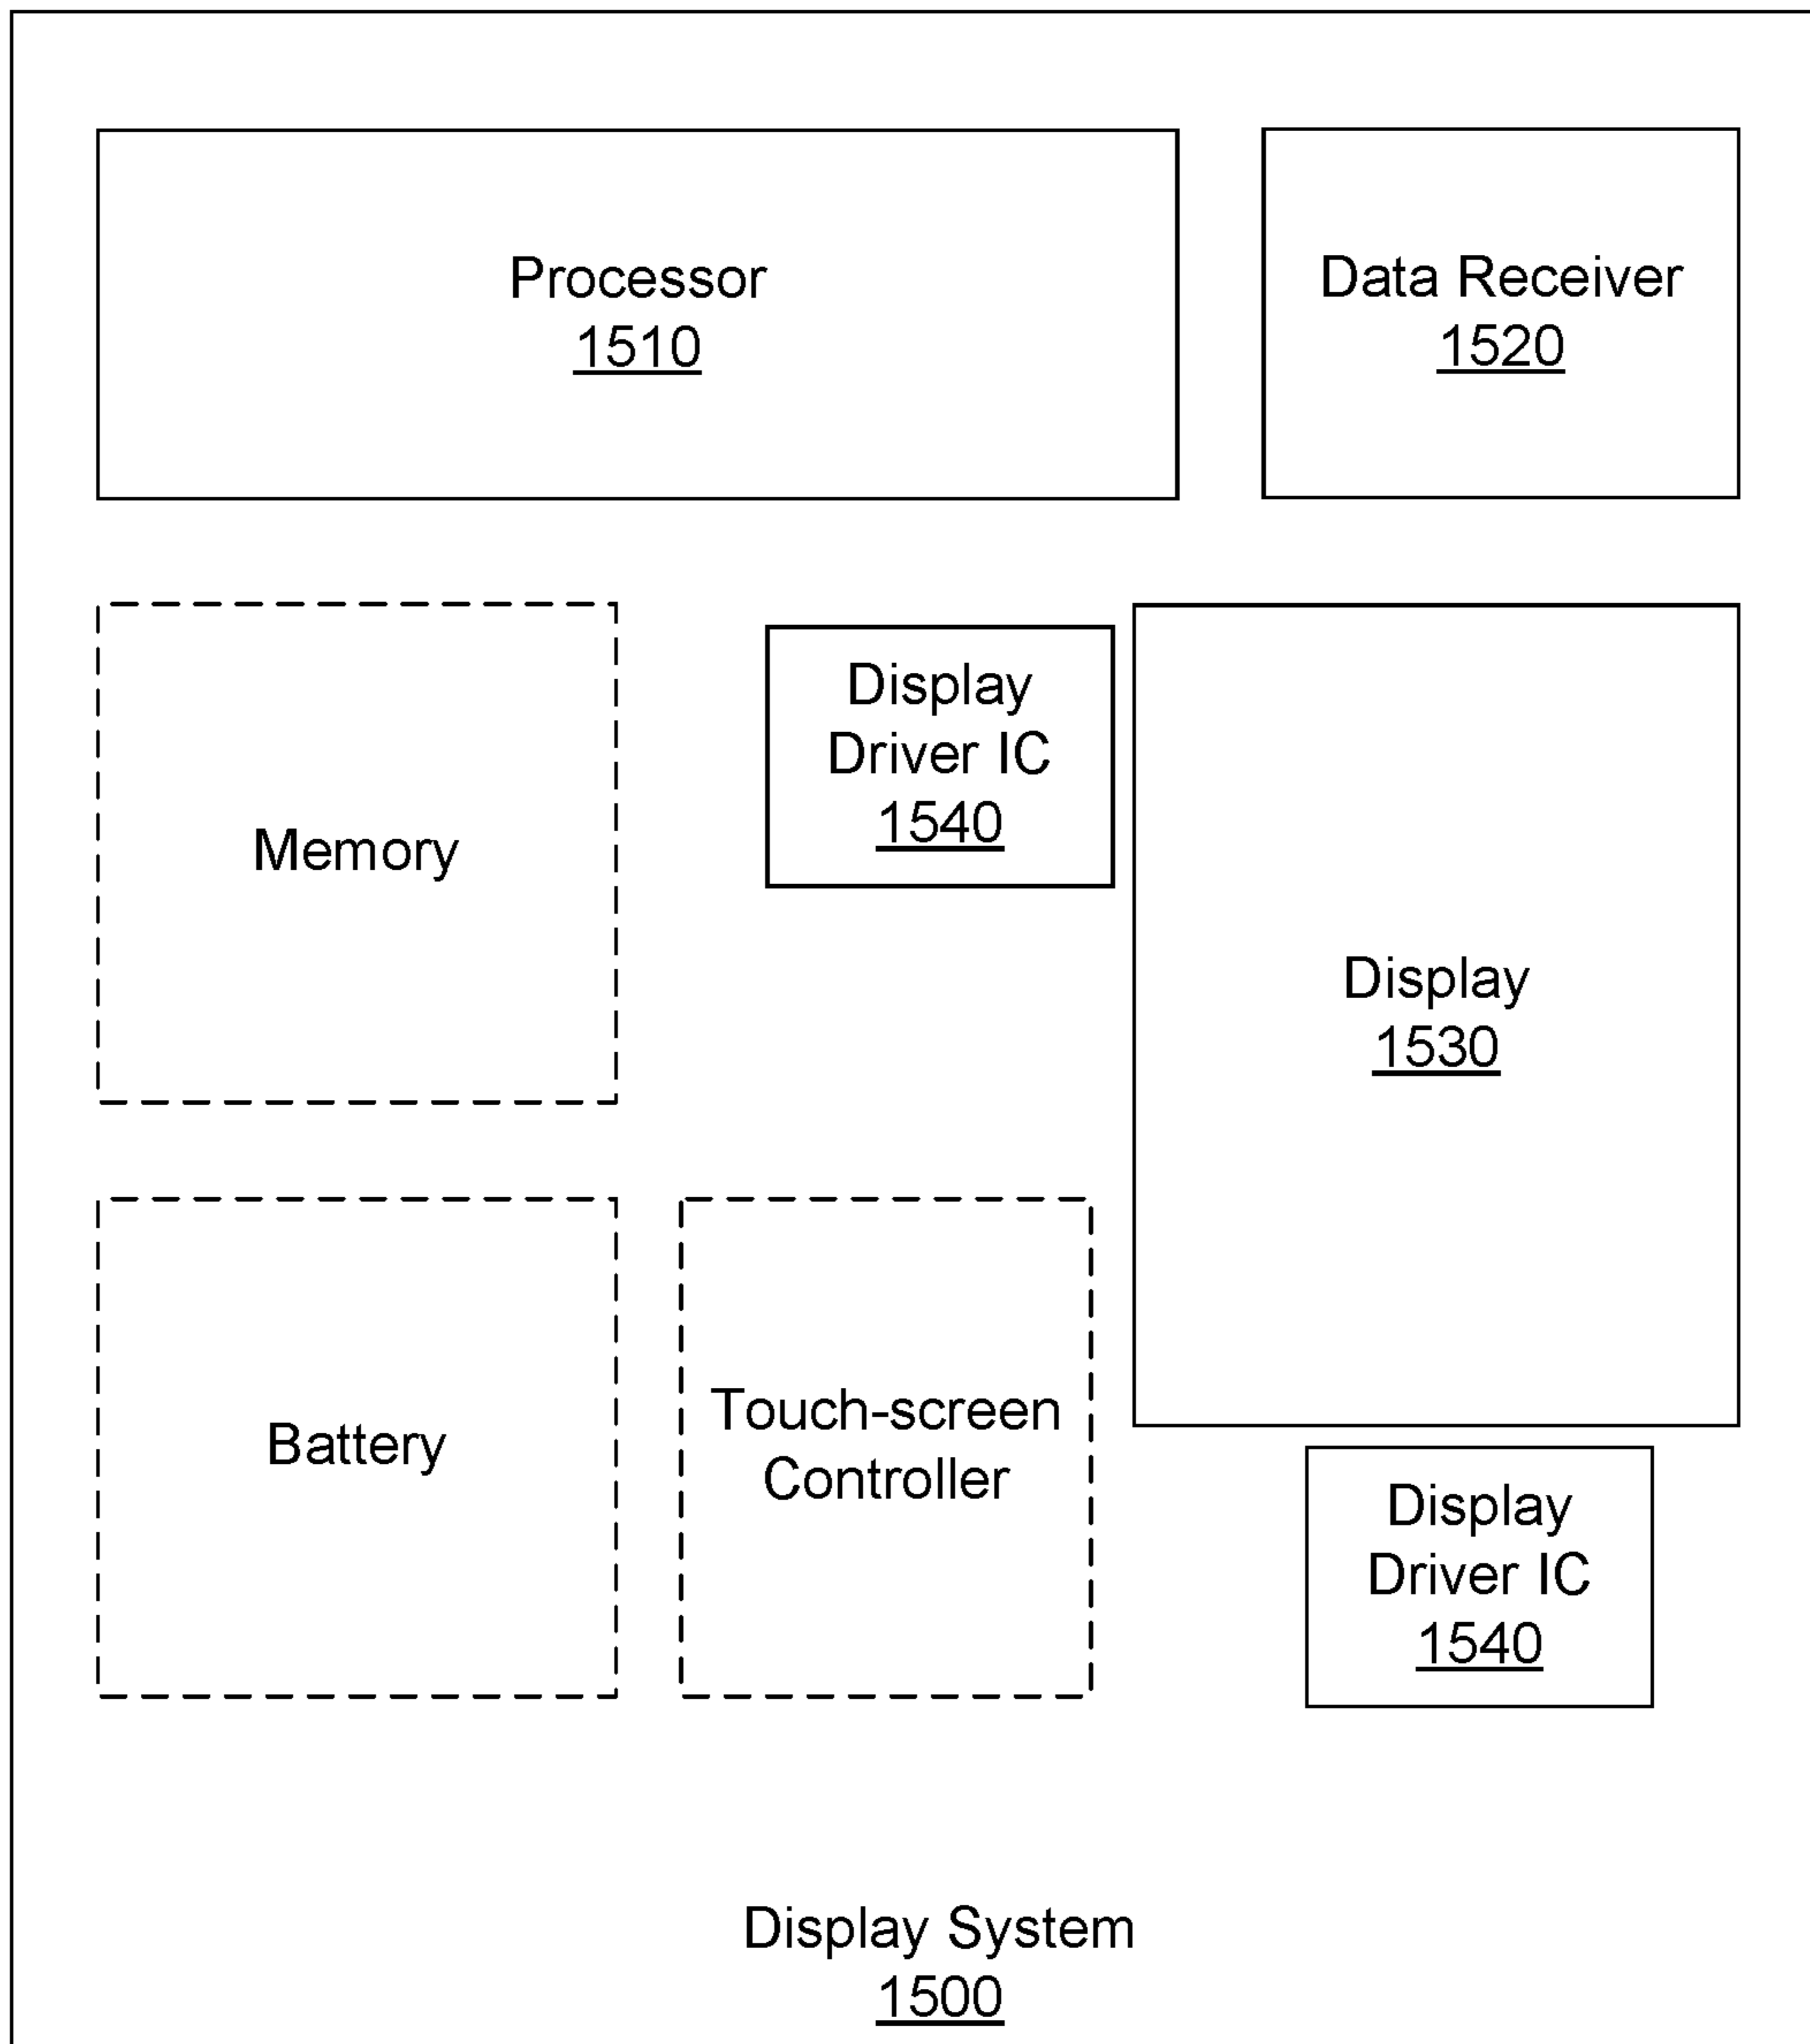 Processor
1510
Data Receiver
1520
Memory
Display
Driver IC
1540
Display
1530
Battery
Touch-screen
Controller
Display
Driver IC
1540
Display System
1500